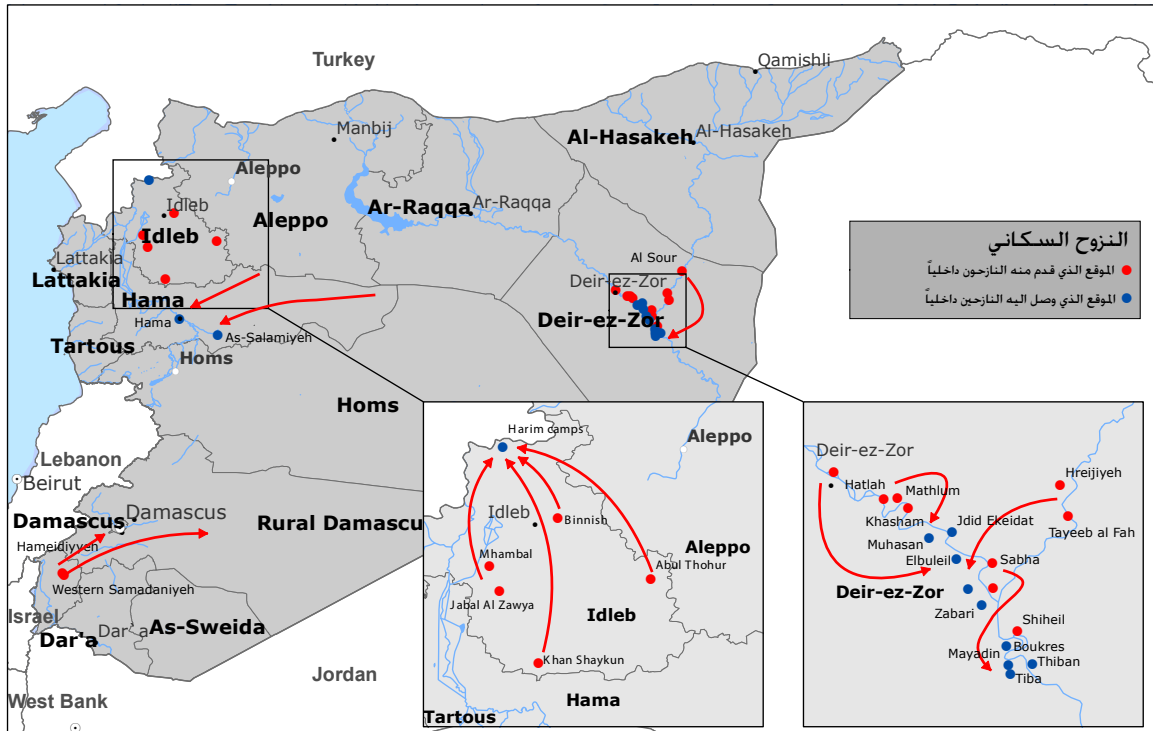 Turkey
Qamishli
Manbij
Al-Hasakeh
Al-Hasakeh
Aleppo
Idleb
Idleb
Aleppo
Ar-Raqqa
Ar-Raqqa
Lattakia
Lattakia
Al Sour
Deir-ez-Zor
Deir-ez-Zor
Hama
Hama
As-Salamiyeh
Tartous
Homs
Homs
Lebanon
Beirut
Damascus
Damascus
Rural Damascu
Hameidiyyeh
Western Samadaniyeh
Israel
Dar'a
Dar'a
As-Sweida
Jordan
West Bank
النزوح السكاني
الموقع الذي قدم منه النازحون داخلياً
الموقع الذي وصل اليه النازحين داخلياً
Harim camps
Aleppo
Idleb
Binnish
Mhambal
Aleppo
Abul Thohur
Jabal Al Zawya
Idleb
Khan Shaykun
Hama
Tartous
Deir-ez-Zor
Hreijiyeh
Hatlah
Mathlum
Khasham
Jdid Ekeidat
Tayeeb al Fah
Muhasan
Elbuleil
Sabha
Deir-ez-Zor
Zabari
Shiheil
Boukres
Mayadin
Thiban
Tiba